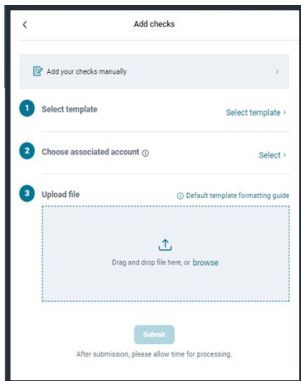 Add checks
Add your checks manually
1 Select template Select template
2 Choose associated account Select
3 Upload file Default template formatting guide
Drag and drop file here, or browse
Submit
After submission, please allow time for processing.